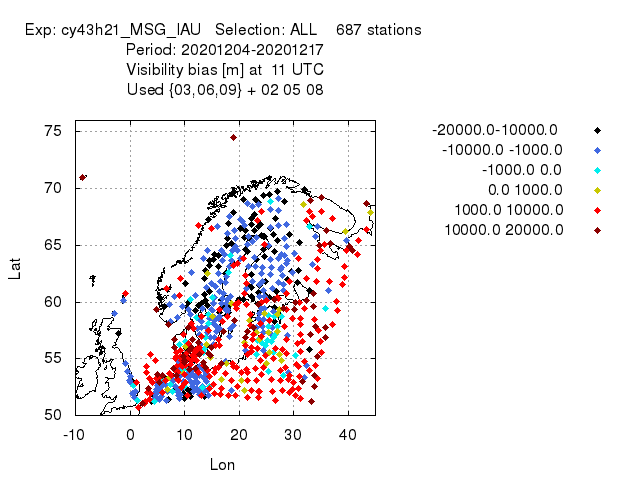 Exp: cy43h21_MSG_IAU Selection: ALL 687 stations
Period: 20201204-20201217
Visibility bias [m] at 11 UTC
Used {03,06,09} + 02 05 08
-20000.0-10000.0
-10000.0 -1000.0
-1000.0 0.0
0.0 1000.0
1000.0 10000.0
10000.0 20000.0
75
70
65
60
55
50
Lat
-10 0 10 20 30 40
Lon